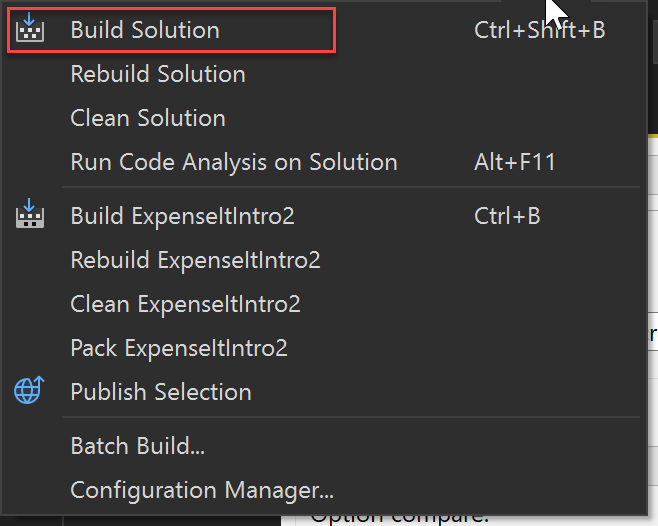 Build Solution Ctrl+Shift+B
Rebuild Solution
Clean Solution
Run Code Analysis on Solution Alt+F11
Build ExpenseItIntro2 Ctrl+B
Rebuild ExpenseItIntro2
Clean ExpenseItIntro2
Pack ExpenseItIntro2
Publish Selection
Batch Build...
Configuration Manager...
Option compare: